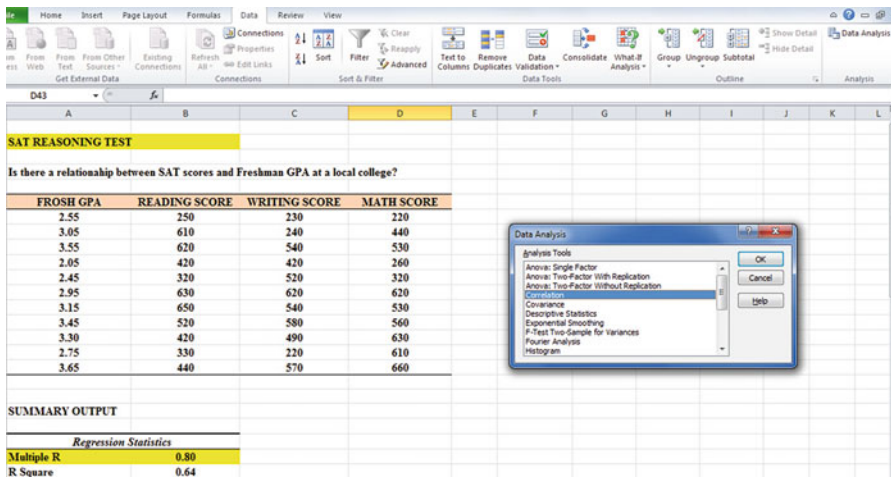 File Home Insert Page Layout Formulas Data Review View
Connections Properties Edit Links
Clear Reapply Advanced
Show Detail Hide Detail
Data Analysis
From Web From Text From Other Sources Existing Connections Refresh All Sort Filter Text to Columns Remove Duplicates Data Validation Consolidate What-If Analysis Group Ungroup Subtotal
Get External Data Connections Sort & Filter Data Tools Outline Analysis
D43 fx
A B C D E F G H I J K L
SAT REASONING TEST
Is there a relationahip between SAT scores and Freshman GPA at a local college?
FROSH GPA READING SCORE WRITING SCORE MATH SCORE
2.55 250 230 220
3.05 610 240 440
3.55 620 540 530
2.05 420 420 260
2.45 320 520 320
2.95 630 620 620
3.15 650 540 530
3.45 520 580 560
3.30 420 490 630
2.75 330 220 610
3.65 440 570 660
Data Analysis
Analysis Tools
Anova: Single Factor
Anova: Two-Factor With Replication
Anova: Two-Factor Without Replication
Correlation
Covariance
Descriptive Statistics
Exponential Smoothing
F-Test Two-Sample for Variances
Fourier Analysis
Histogram
OK
Cancel
Help
SUMMARY OUTPUT
Regression Statistics
Multiple R 0.80
R Square 0.64